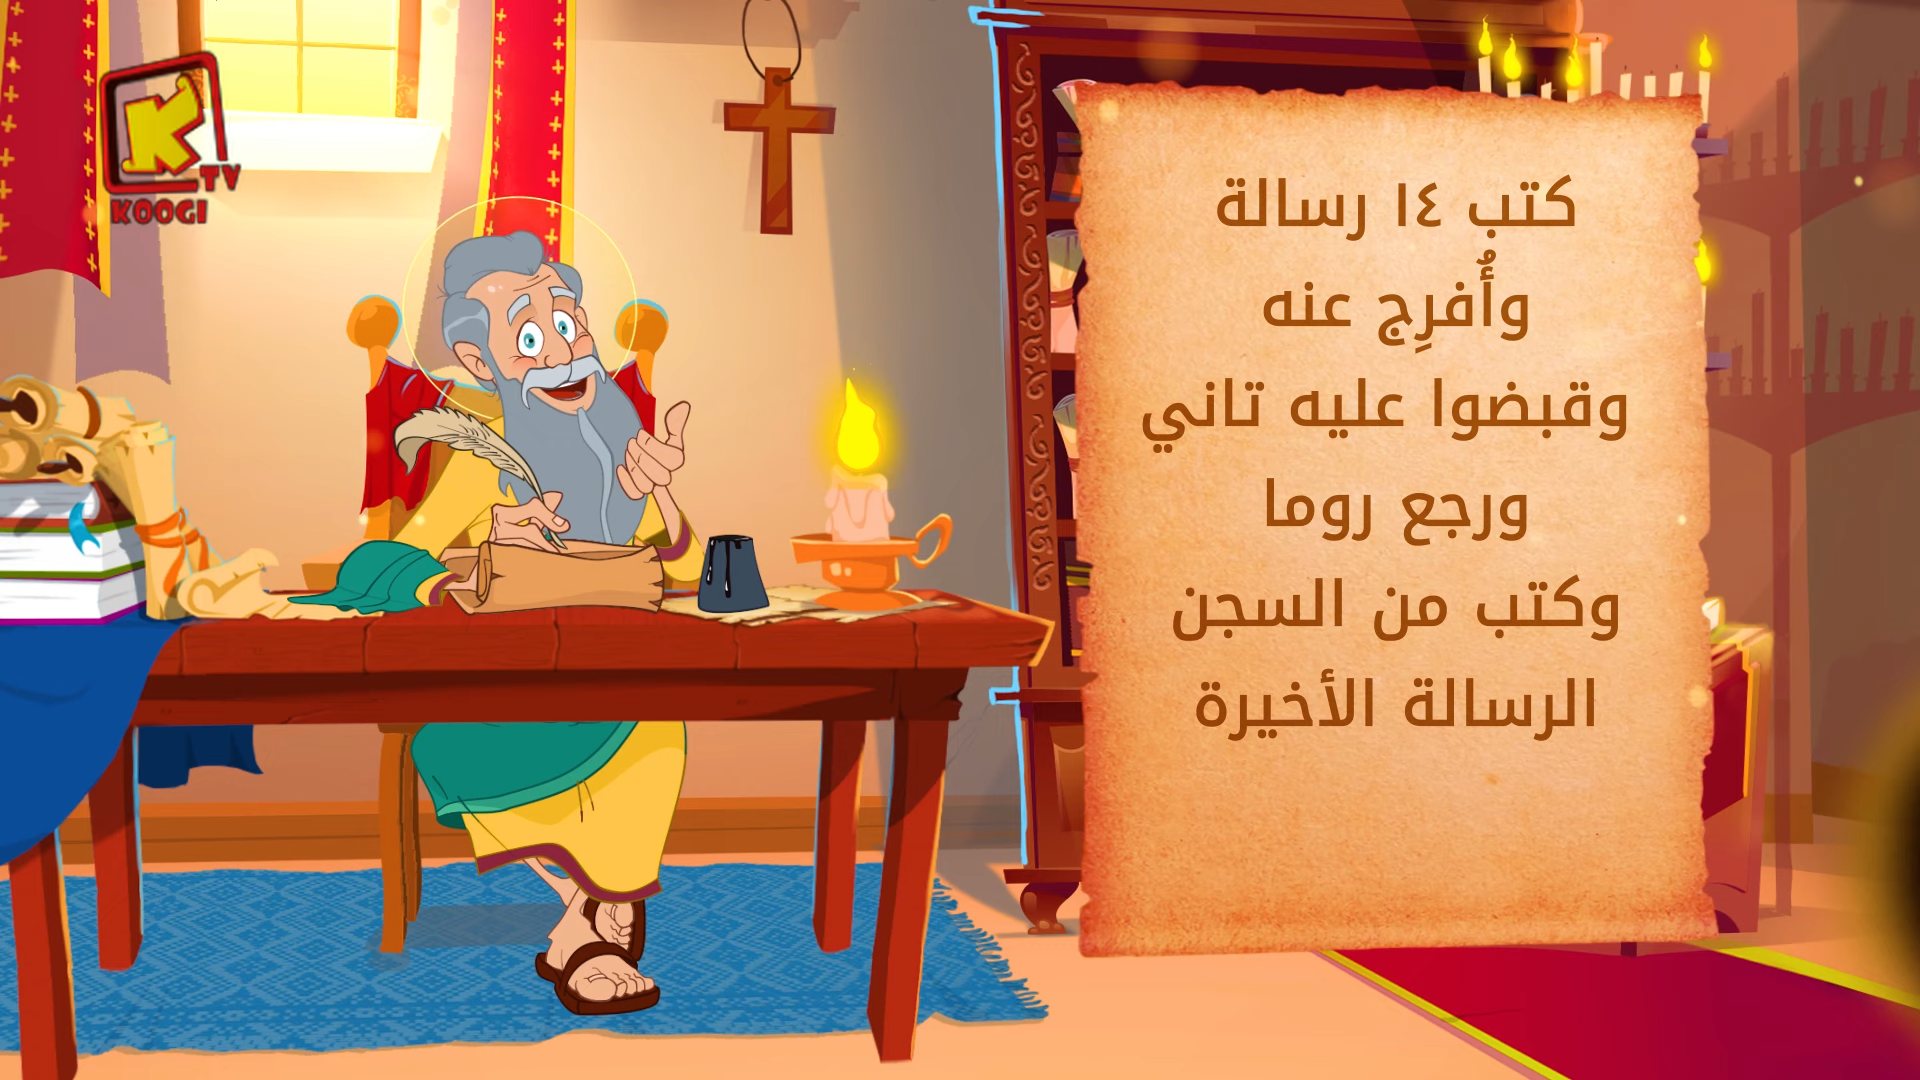 K
TV
KOOGI
كتب ١٤ رسالة
وأُفرِج عنه
وقبضوا عليه تاني
ورجع روما
وكتب من السجن
الرسالة الأخيرة